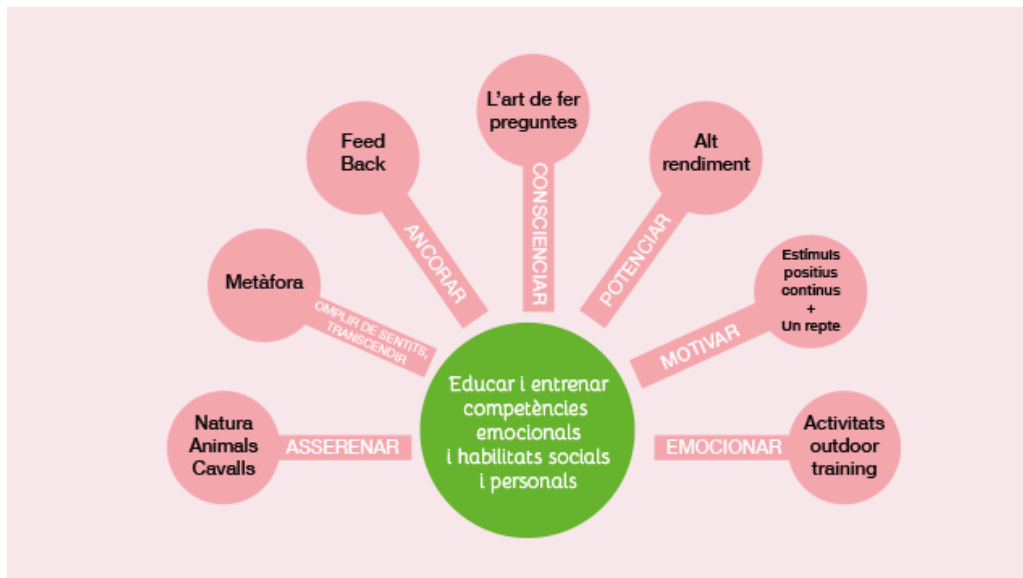 L'art de fer
preguntes
CONSCIENCIAR
Feed
Back
ANCORAR
Alt
rendiment
POTENCIAR
Metàfora
OMPLIR DE SENTITS,
TRANSCENDIR
Estímuls
positius
continus
+
Un repte
MOTIVAR
Natura
Animals
Cavalls
ASSERENAR
Educar i entrenar
competències
emocionals
i habilitats socials
i personals
EMOCIONAR
Activitats
outdoor
training